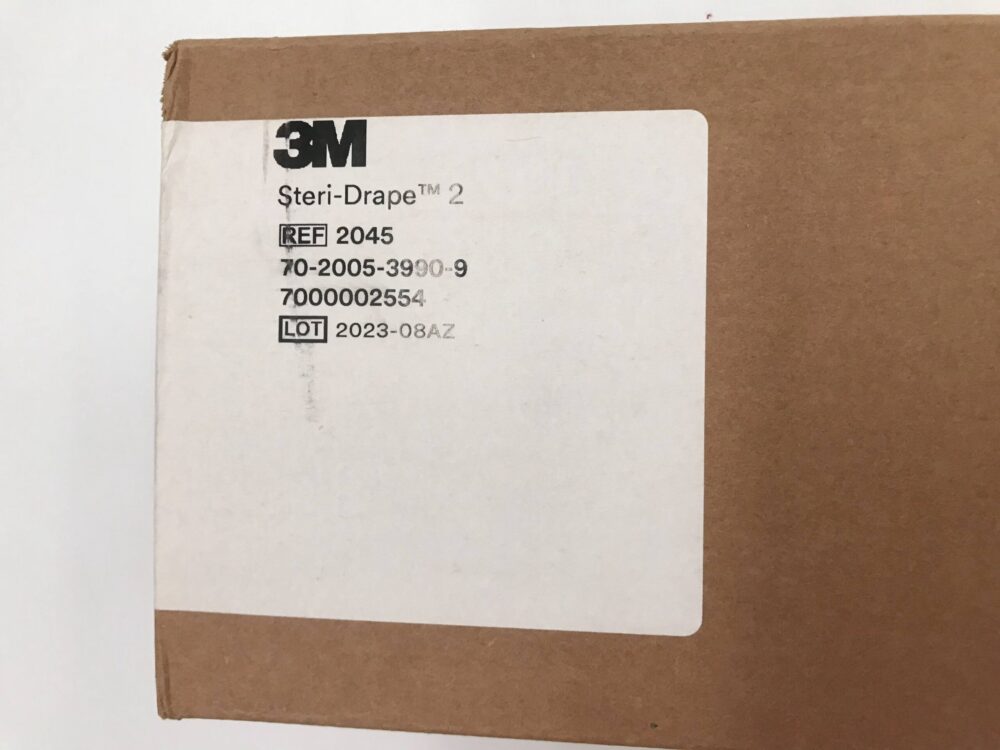 3M
Steri-Drape™ 2
REF 2045
70-2005-3990-9
7000002554
LOT 2023-08AZ